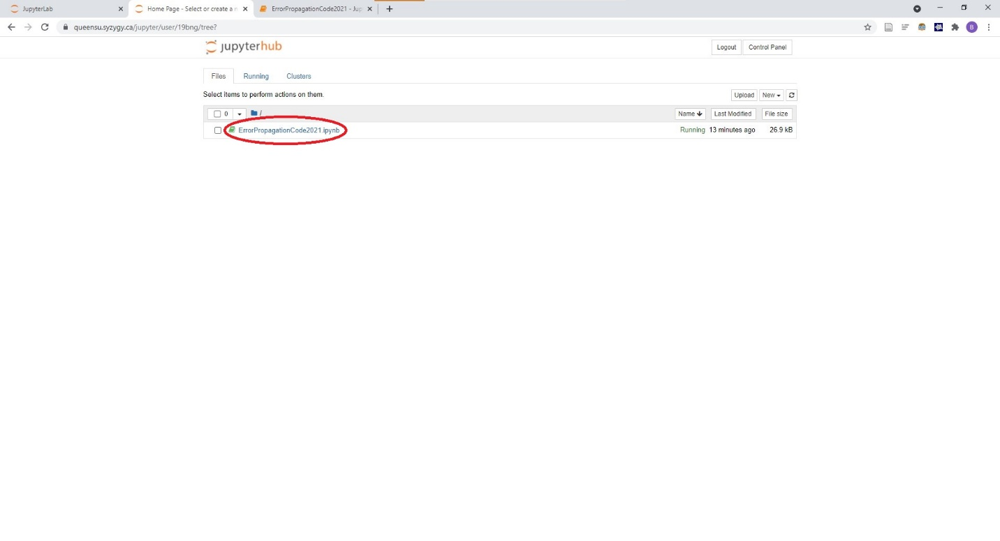 JupyterLab
Home Page - Select or create a n
ErrorPropagationCode2021 - Jup
queensu.syzygy.ca/jupyter/user/19bng/tree?
B
jupyterhub
Logout
Control Panel
Files
Running
Clusters
Select items to perform actions on them.
Upload
New
0
/
Name
Last Modified
File size
ErrorPropagationCode2021.ipynb
Running
13 minutes ago
26.9 kB